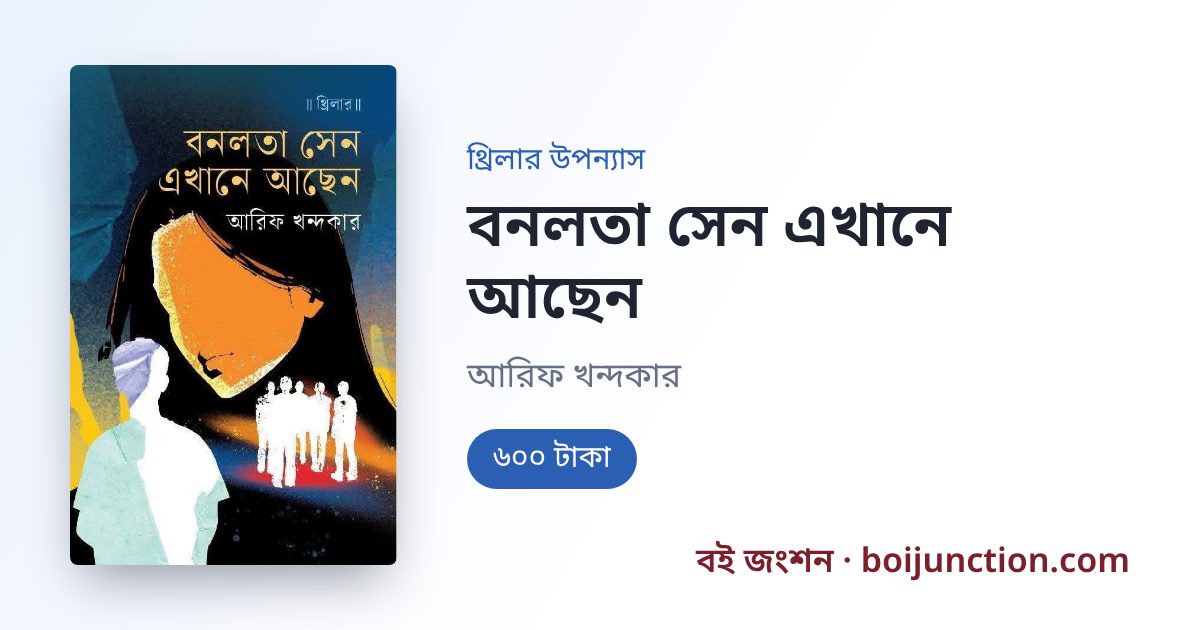 ॥ থ্রিলার॥
বনলতা সেন
এখানে আছেন
আরিফ খন্দকার
থ্রিলার উপন্যাস
বনলতা সেন এখানে
আছেন
আরিফ খন্দকার
৬০০ টাকা
বই জংশন · boijunction.com